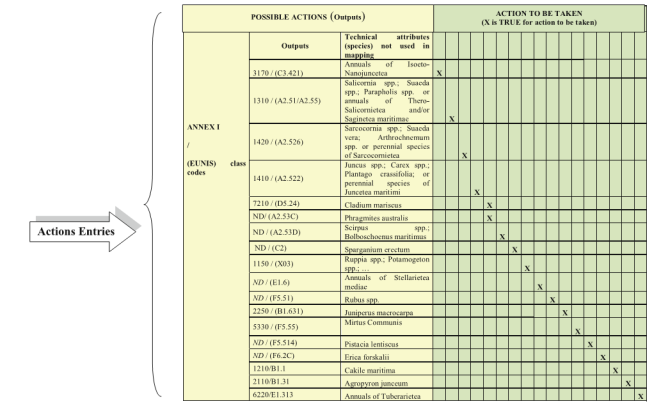 POSSIBLE ACTIONS (Outputs)
ACTION TO BE TAKEN
(X is TRUE for action to be taken)
Outputs
Technical attributes
(species) not used in
mapping
ANNEX I
/
(EUNIS) class
codes
Actions Entries
3170 / (C3.421)
Annuals of Isoeto-
Nanojuncetea
X
1310 / (A2.51/A2.55)
Salicornia spp.; Suaeda
spp.; Parapholis spp. or
annuals of Thero-
Salicornietea and/or
Saginetea maritimae
X
1420 / (A2.526)
Sarcocornia spp.; Suaeda
vera; Arthrochnemum
spp. or perennial species
of Sarcocornietea
X
1410 / (A2.522)
Juncus spp.; Carex spp.;
Plantago crassifolia; or
perennial species of
Juncetea maritimi
X
7210 / (D5.24)
Cladium mariscus
X
ND/ (A2.53C)
Phragmites australis
X
ND / (A2.53D)
Scirpus spp.;
Bolboschoenus maritimus
X
ND / (C2)
Sparganium erectum
X
1150 / (X03)
Ruppia spp.; Potamogeton
spp.; …
X
ND / (E1.6)
Annuals of Stellarietea
mediae
X
ND / (F5.51)
Rubus spp.
X
2250 / (B1.631)
Juniperus macrocarpa
X
5330 / (F5.55)
Mirtus Communis
X
ND / (F5.514)
Pistacia lentiscus
X
ND / (F6.2C)
Erica forskalii
X
1210/B1.1
Cakile maritima
X
2110/B1.31
Agropyron junceum
X
6220/E1.313
Annuals of Tuberarietea
X